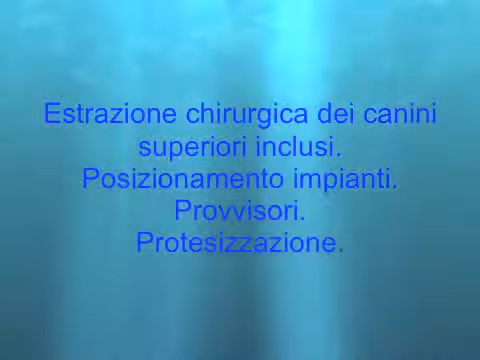 Estrazione chirurgica dei canini
superiori inclusi.
Posizionamento impianti.
Provvisori.
Protesizzazione.